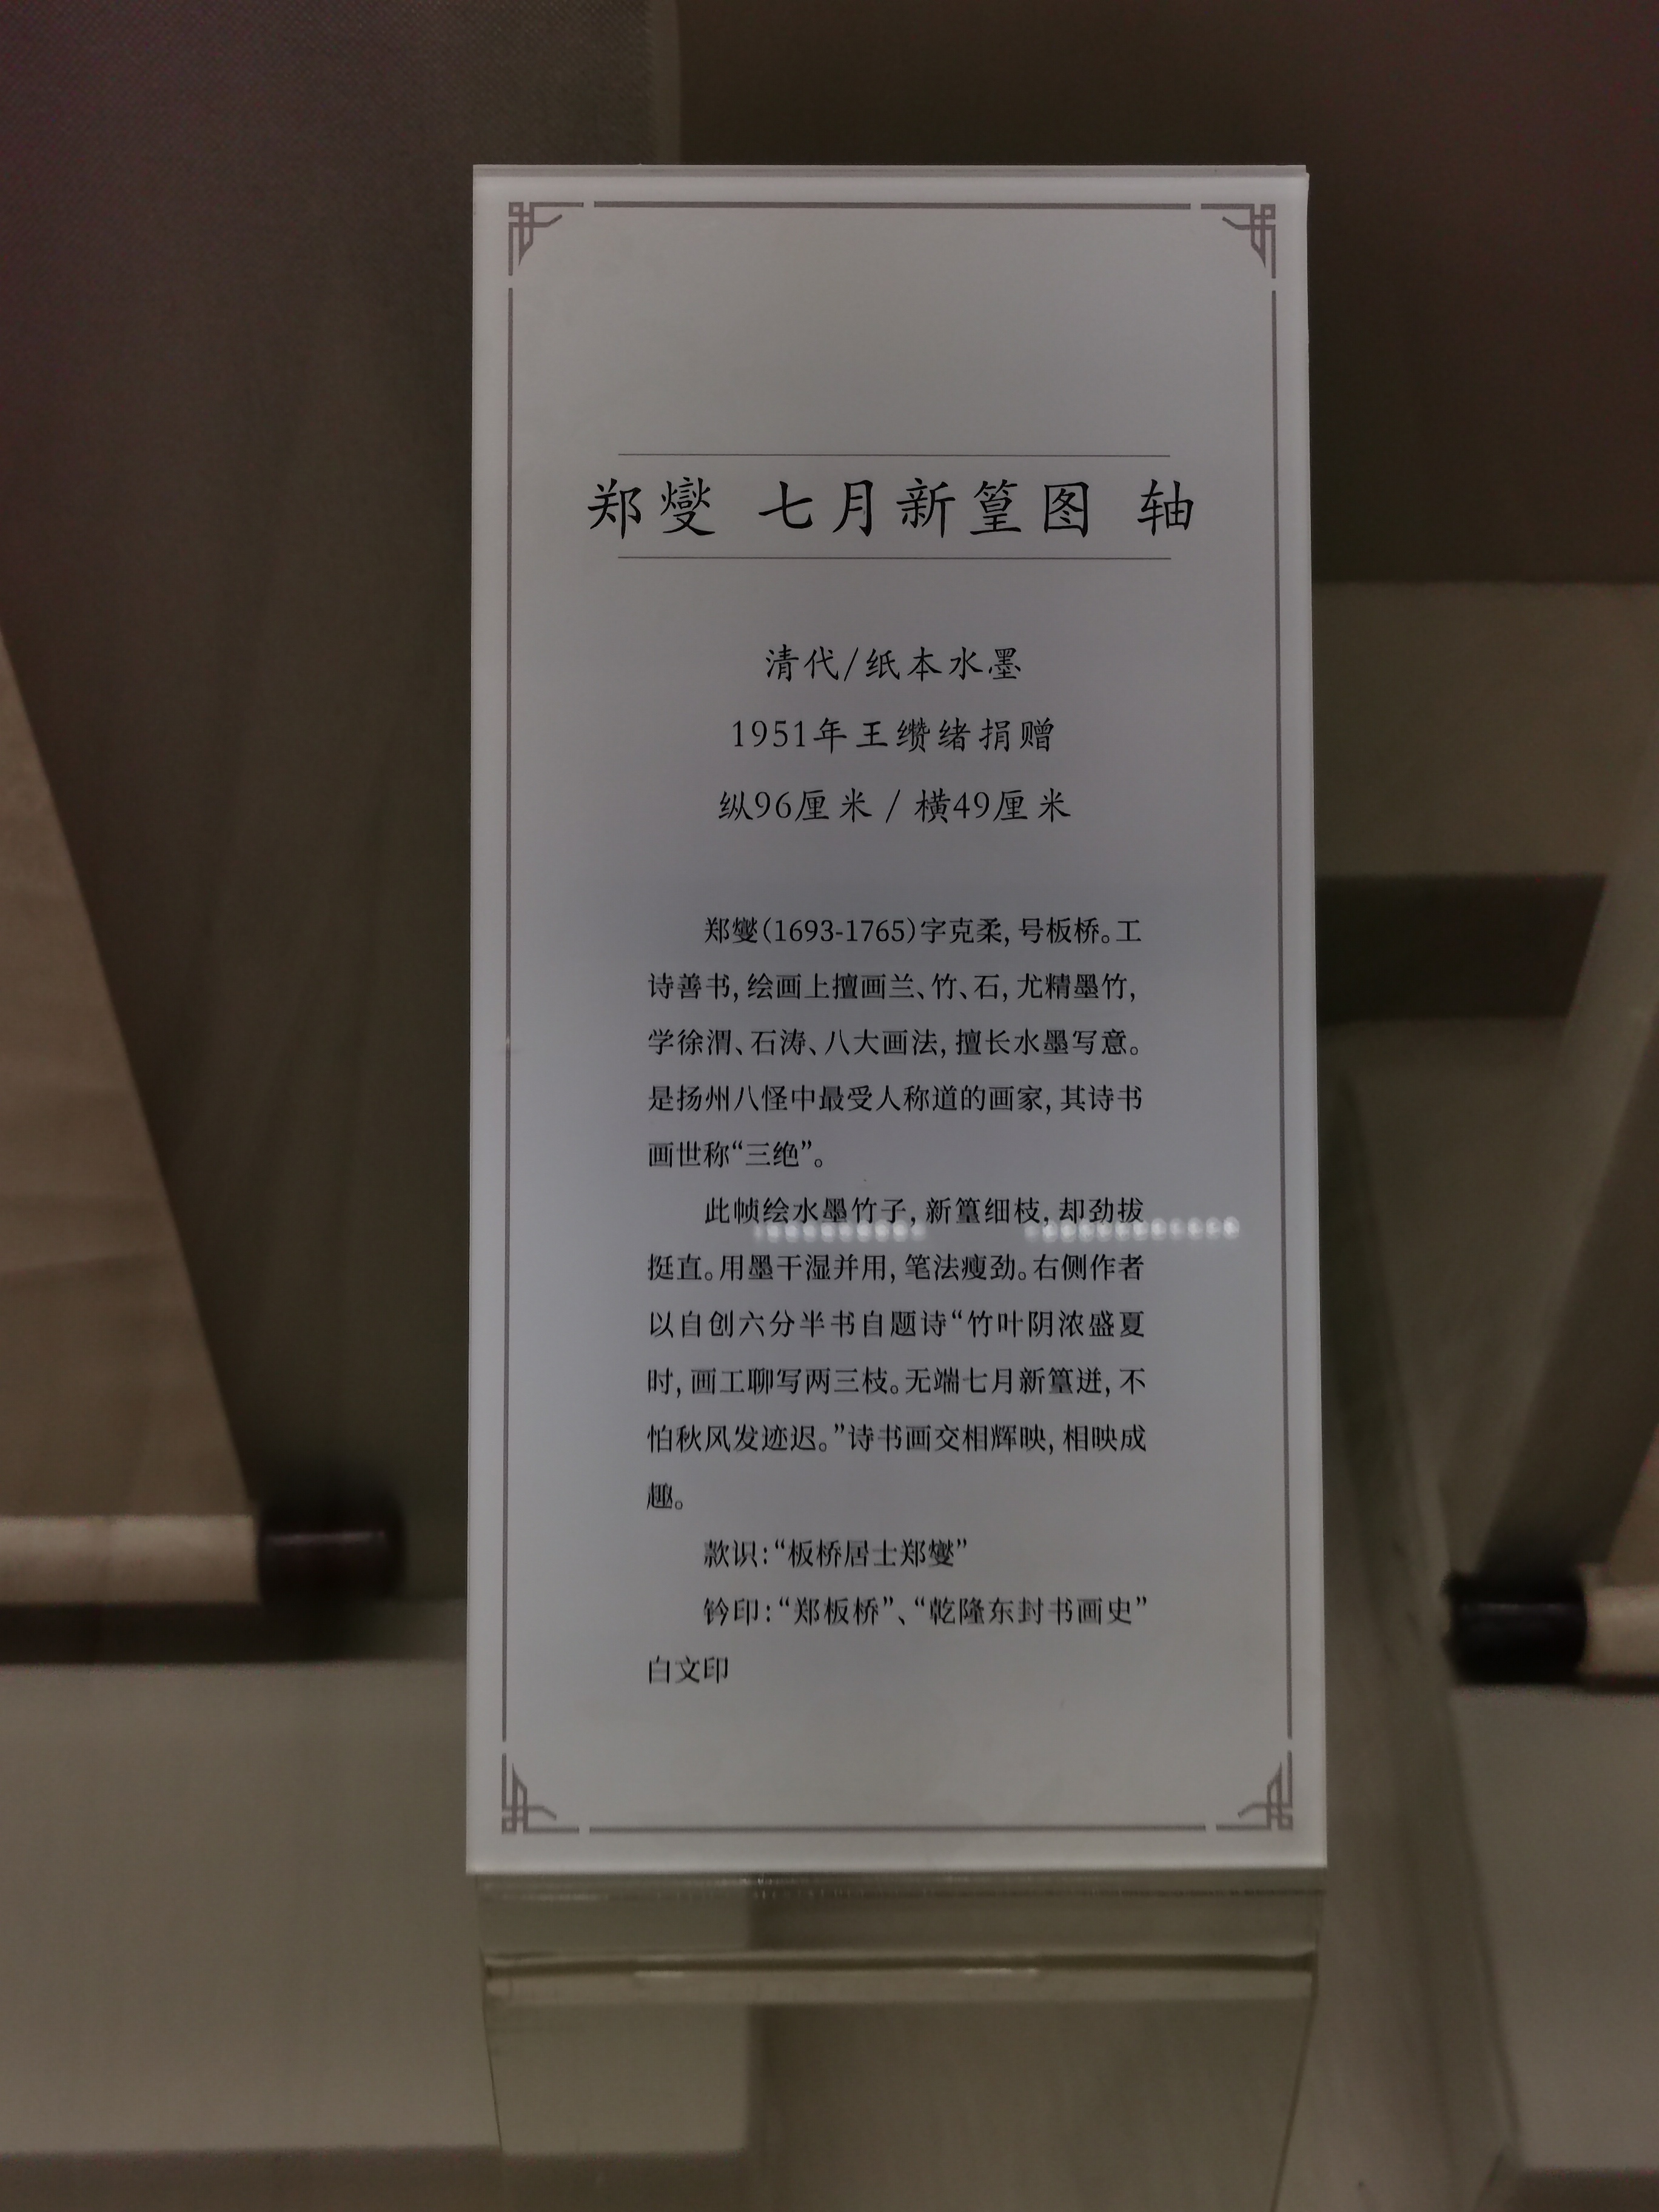 郑燮 七月新篁图 轴
清代/纸本水墨
1951年王缵绪捐赠
纵96厘米/横49厘米
郑燮(1693-1765)字克柔,号板桥。工
诗善书,绘画上擅画兰、竹、石,尤精墨竹,
学徐渭、石涛、八大画法,擅长水墨写意。
是扬州八怪中最受人称道的画家,其诗书
画世称“三绝”。
此帧绘水墨竹子,新篁细枝,却劲拔
挺直。用墨干湿并用,笔法瘦劲。右侧作者
以自创六分半书自题诗“竹叶阴浓盛夏
时,画工聊写两三枝。无端七月新篁迸,不
怕秋风发迹迟。”诗书画交相辉映,相映成
趣。
款识:“板桥居士郑燮”
钤印:“郑板桥”、“乾隆东封书画史”
白文印